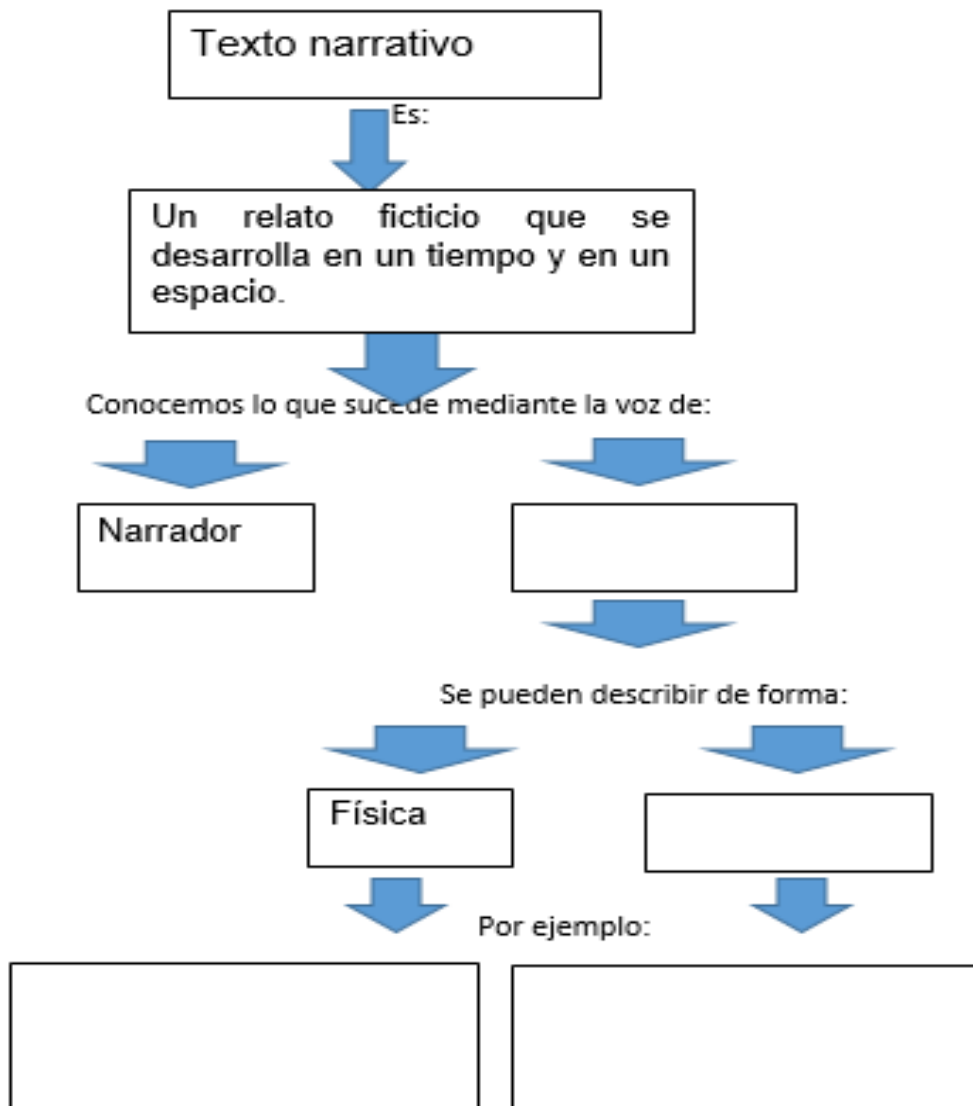 Texto narrativo
Es:
Un relato ficticio que se
desarrolla en un tiempo y en un
espacio.
Conocemos lo que sucede mediante la voz de:
Narrador
Se pueden describir de forma:
Física
Por ejemplo: